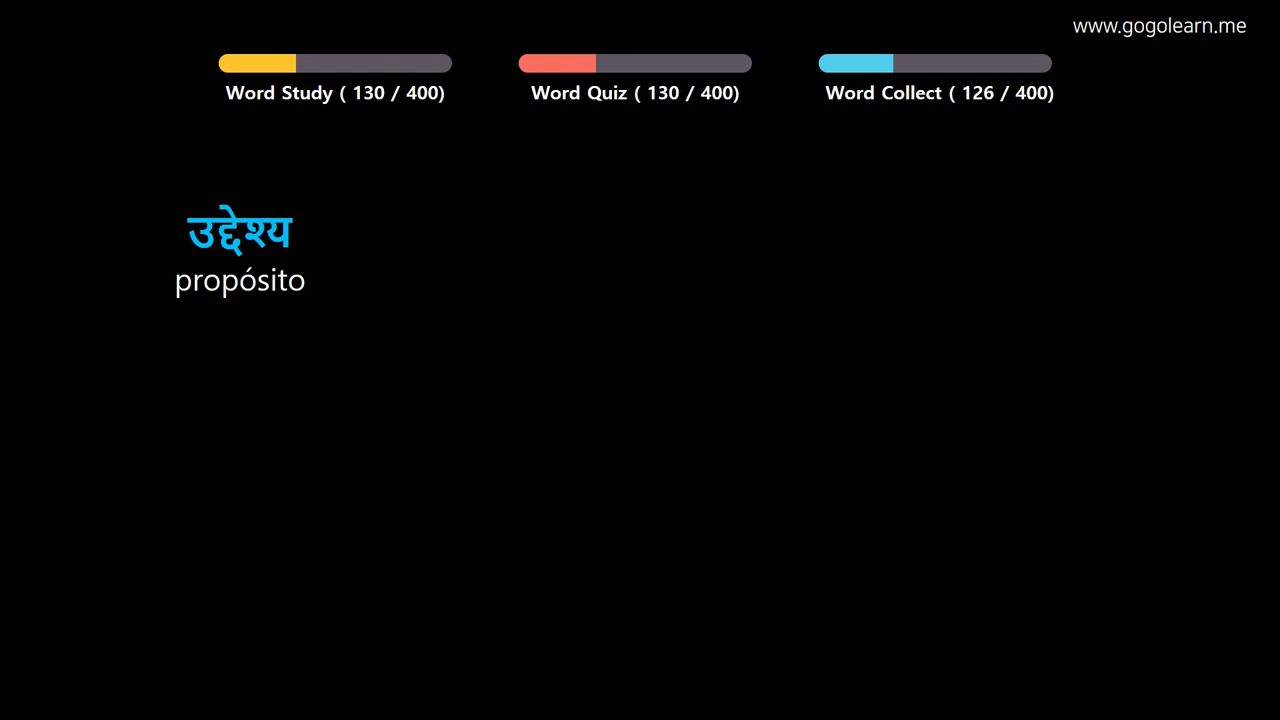 www.gogolearn.me
Word Study ( 130 / 400)
Word Quiz ( 130 / 400)
Word Collect ( 126 / 400)
उद्देश्य
propósito